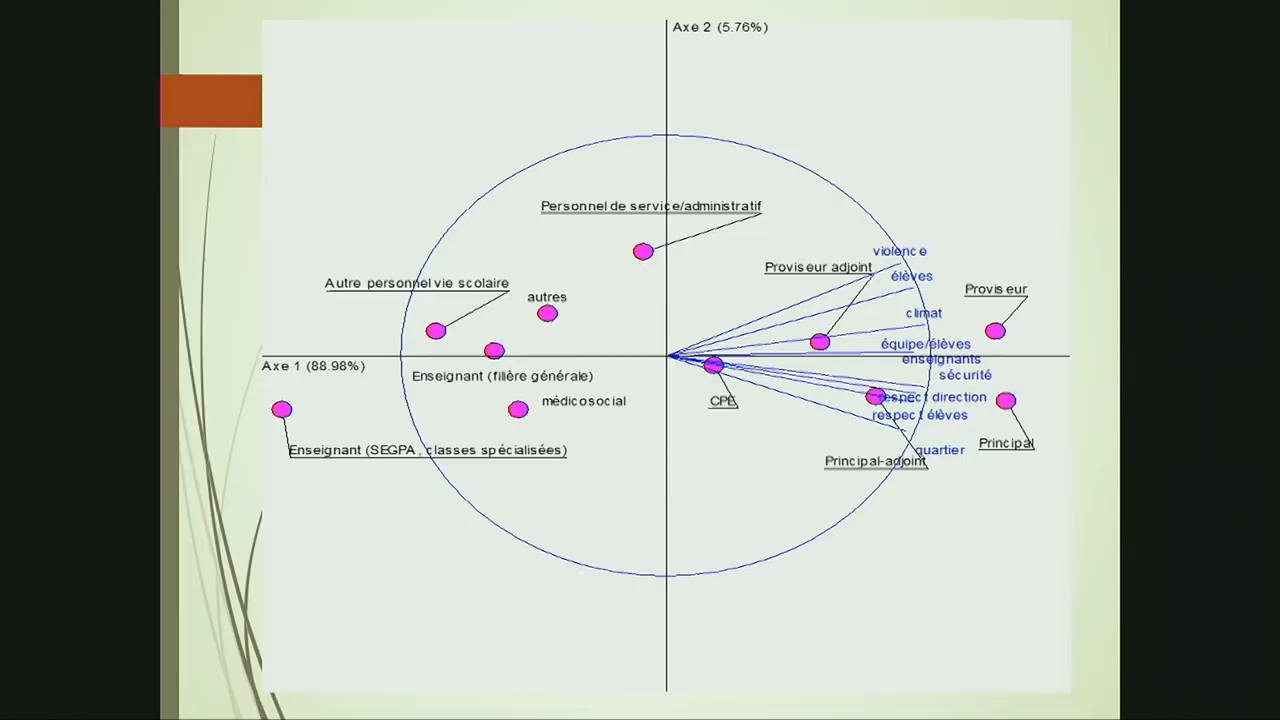 Axe 2 (5.76%)
Personnel de service/administratif
violence
Proviseur adjoint
élèves
Autre personnel vie scolaire
Proviseur
autres
climat
équipe/élèves
enseignants
Axe 1 (88.98%)
Enseignant (filière générale)
sécurité
médicosocial
CPE
respect direction
respect élèves
Principal
Enseignant (SEGPA, classes spécialisées)
quartier
Principal-adjoint